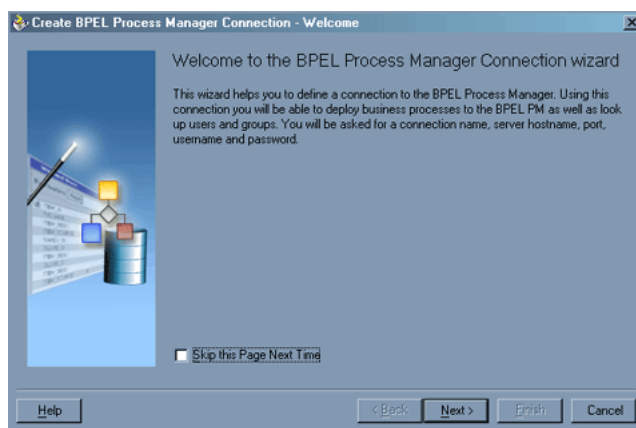 Create BPEL Process Manager Connection - Welcome
Welcome to the BPEL Process Manager Connection wizard
This wizard helps you to define a connection to the BPEL Process Manager. Using this
connection you will be able to deploy business processes to the BPEL PM as well as look
up users and groups. You will be asked for a connection name, server hostname, port,
username and password.
Skip this Page Next Time
Help
< Back
Next >
Finish
Cancel